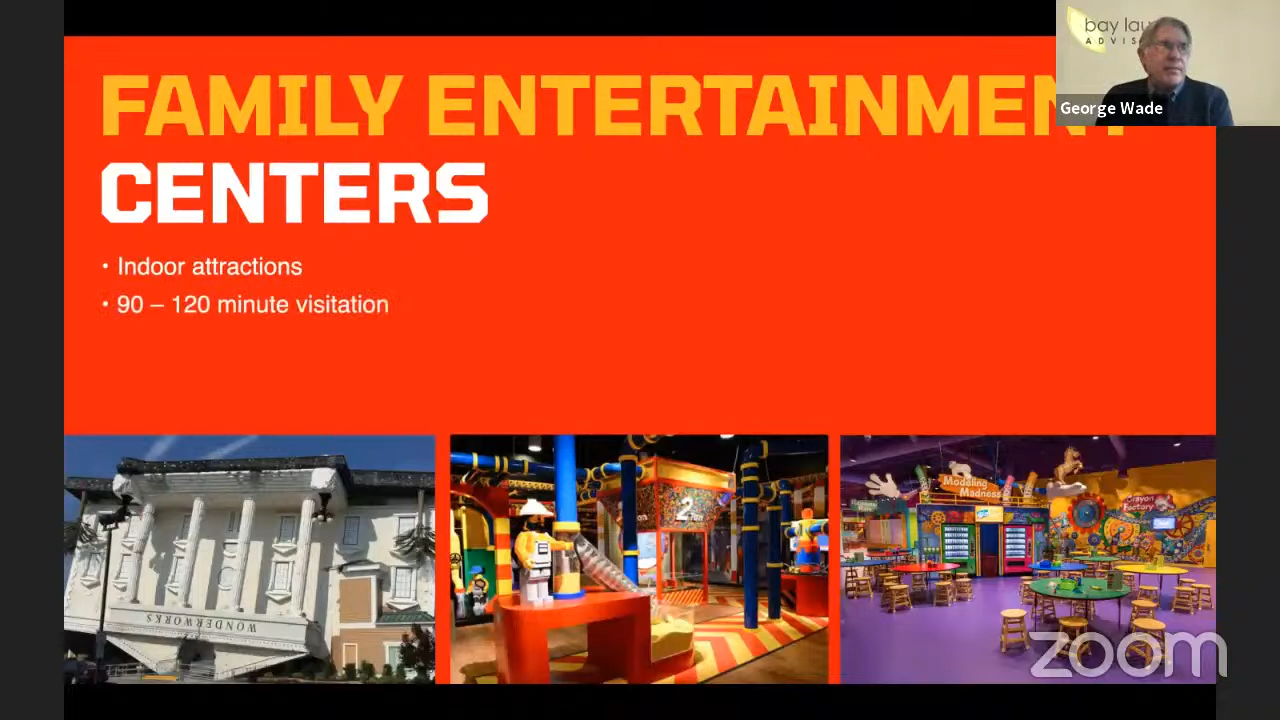 FAMILY ENTERTAINMENT
CENTERS
• Indoor attractions
• 90 – 120 minute visitation
bay lau
ADVIS
George Wade
WONDERWORKS
2
Modeling
Madness
Crayon
Factory
zoom